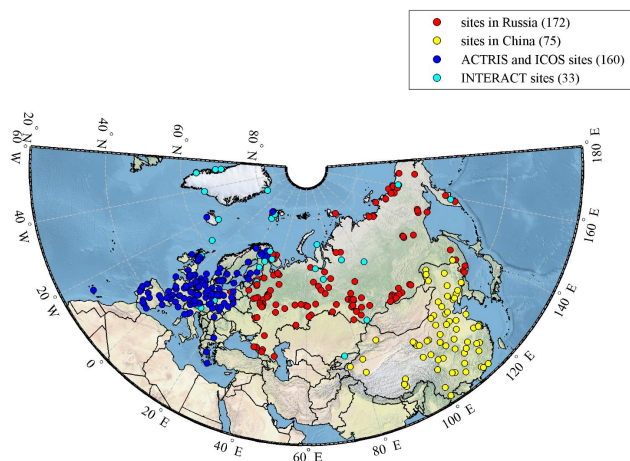 sites in Russia (172)
sites in China (75)
ACTRIS and ICOS sites (160)
INTERACT sites (33)
20° N
40° N
60° N
80° N
60° W
40° W
20° W
0°
20° E
40° E
60° E
80° E
100° E
120° E
140° E
160° E
180° E